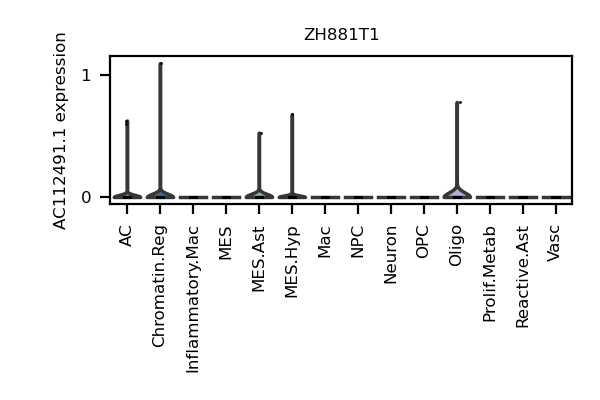 ZH881T1
AC112491.1 expression
1
0
AC
Chromatin.Reg
Inflammatory.Mac
MES
MES.Ast
MES.Hyp
Mac
NPC
Neuron
OPC
Oligo
Prolif.Metab
Reactive.Ast
Vasc